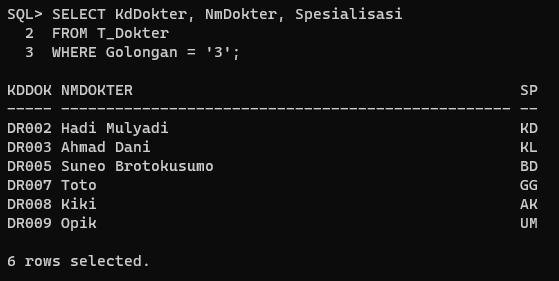 SQL> SELECT KdDokter, NmDokter, Spesialisasi
  2  FROM T_Dokter
  3  WHERE Golongan = '3';

KDDOK NMDOKTER                                           SP
----- -------------------------------------------------- --
DR002 Hadi Mulyadi                                       KD
DR003 Ahmad Dani                                         KL
DR005 Suneo Brotokusumo                                  BD
DR007 Toto                                               GG
DR008 Kiki                                               AK
DR009 Opik                                               UM

6 rows selected.